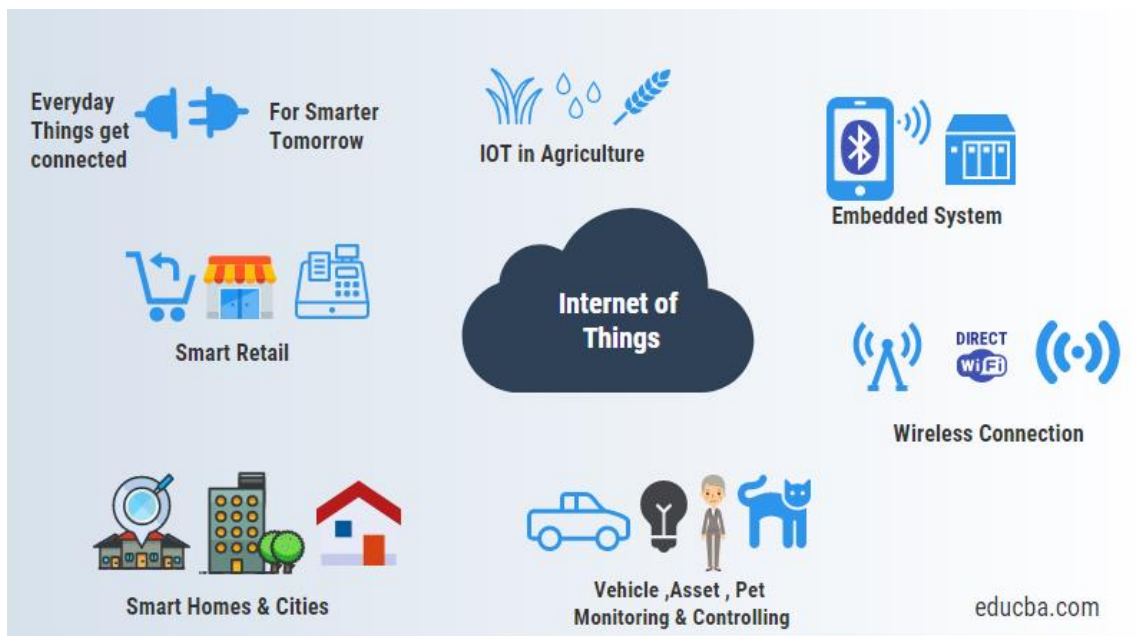 Everyday
Things get
connected
For Smarter
Tomorrow
IOT in Agriculture
Embedded System
Smart Retail
Internet of
Things
DIRECT
WiFi
Wireless Connection
Smart Homes & Cities
Vehicle ,Asset , Pet
Monitoring & Controlling
educba.com